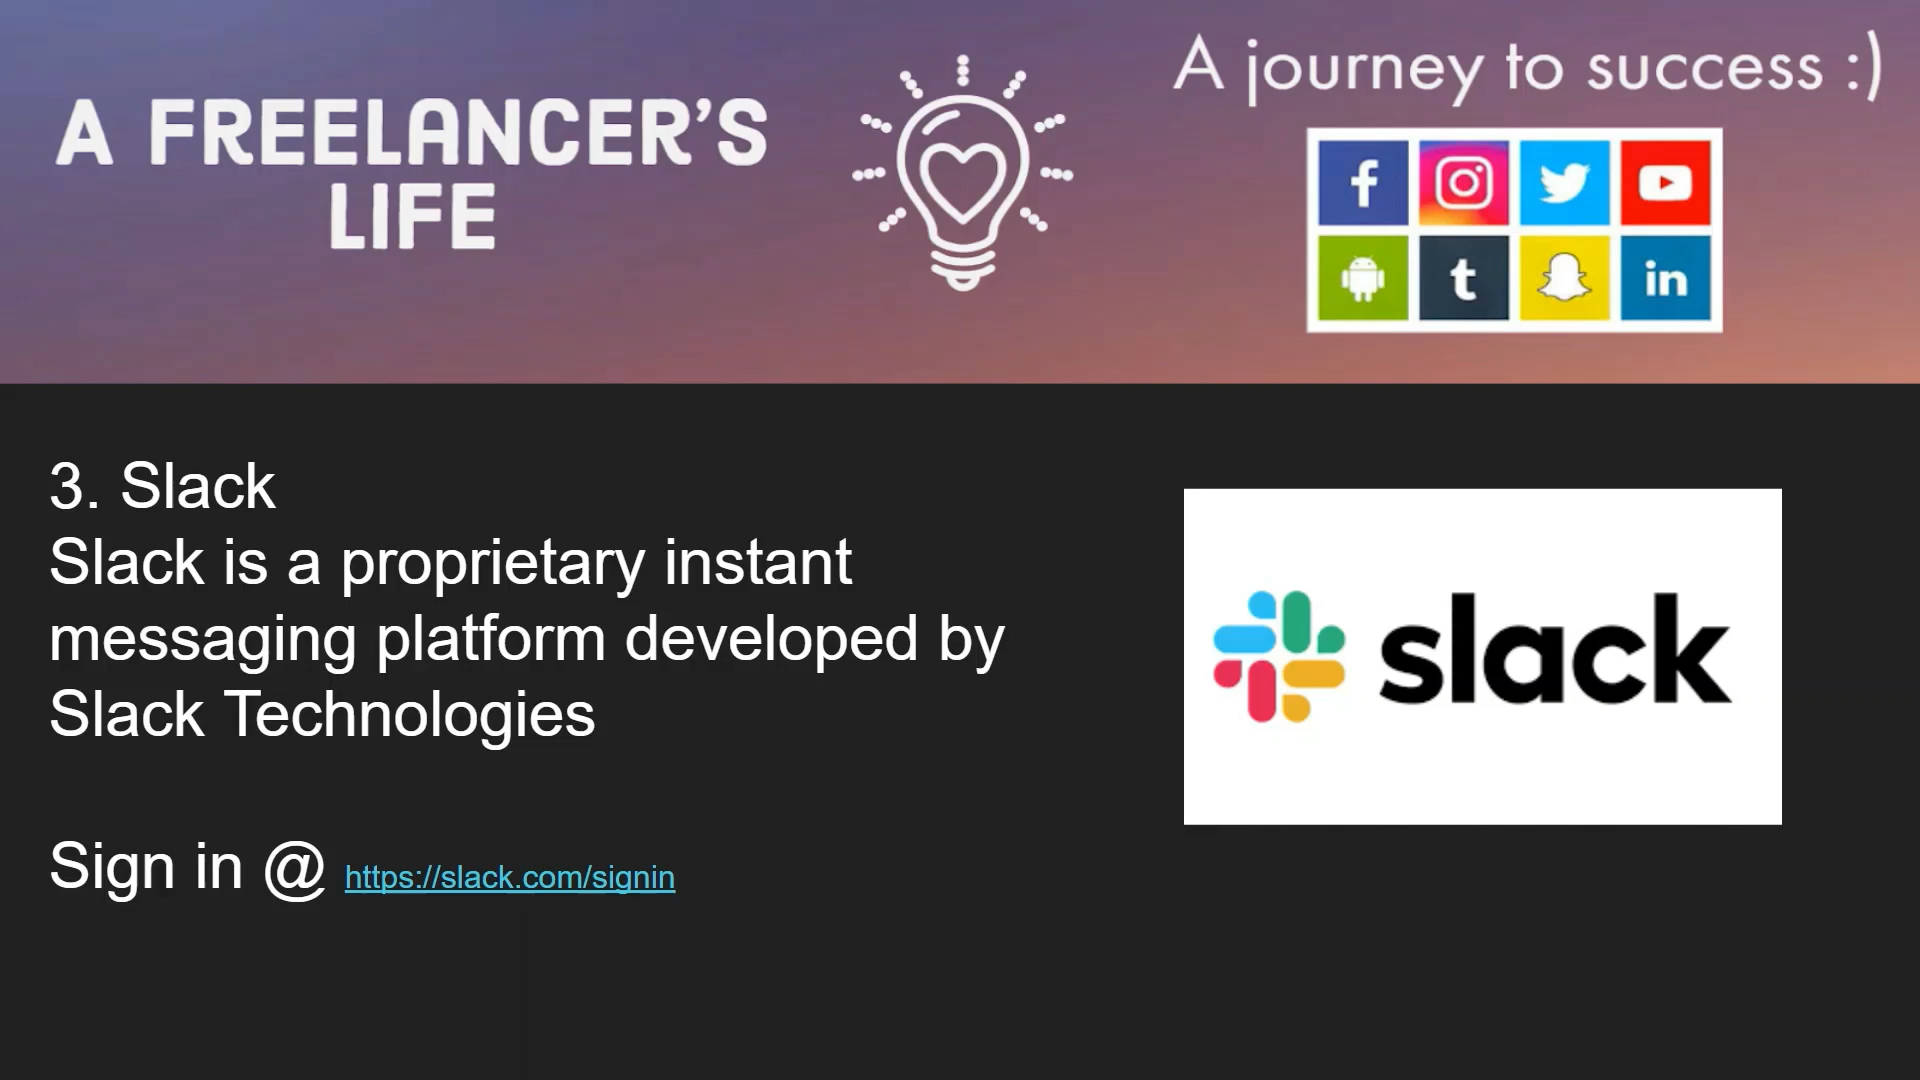 A FREELANCER’S
LIFE
A journey to success :)
f
t
in
3. Slack
Slack is a proprietary instant
messaging platform developed by
Slack Technologies
slack
Sign in @ https://slack.com/signin